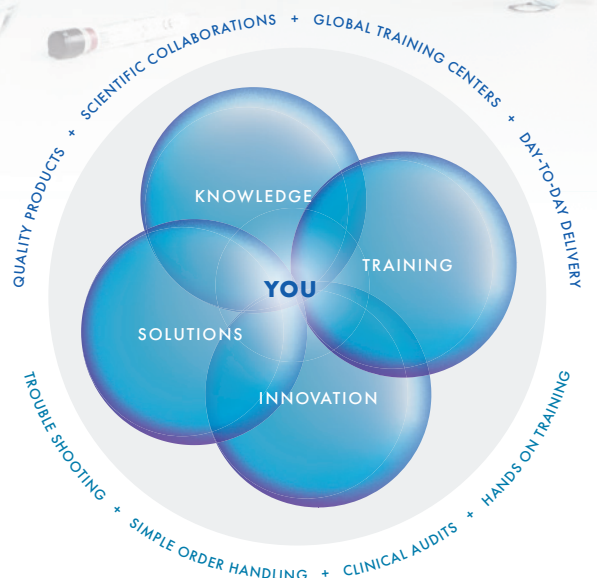 QUALITY PRODUCTS + SCIENTIFIC COLLABORATIONS + GLOBAL TRAINING CENTERS + DAY-TO-DAY DELIVERY
KNOWLEDGE
TRAINING
YOU
SOLUTIONS
INNOVATION
TROUBLE SHOOTING + SIMPLE ORDER HANDLING + CLINICAL AUDITS + HANDS ON TRAINING